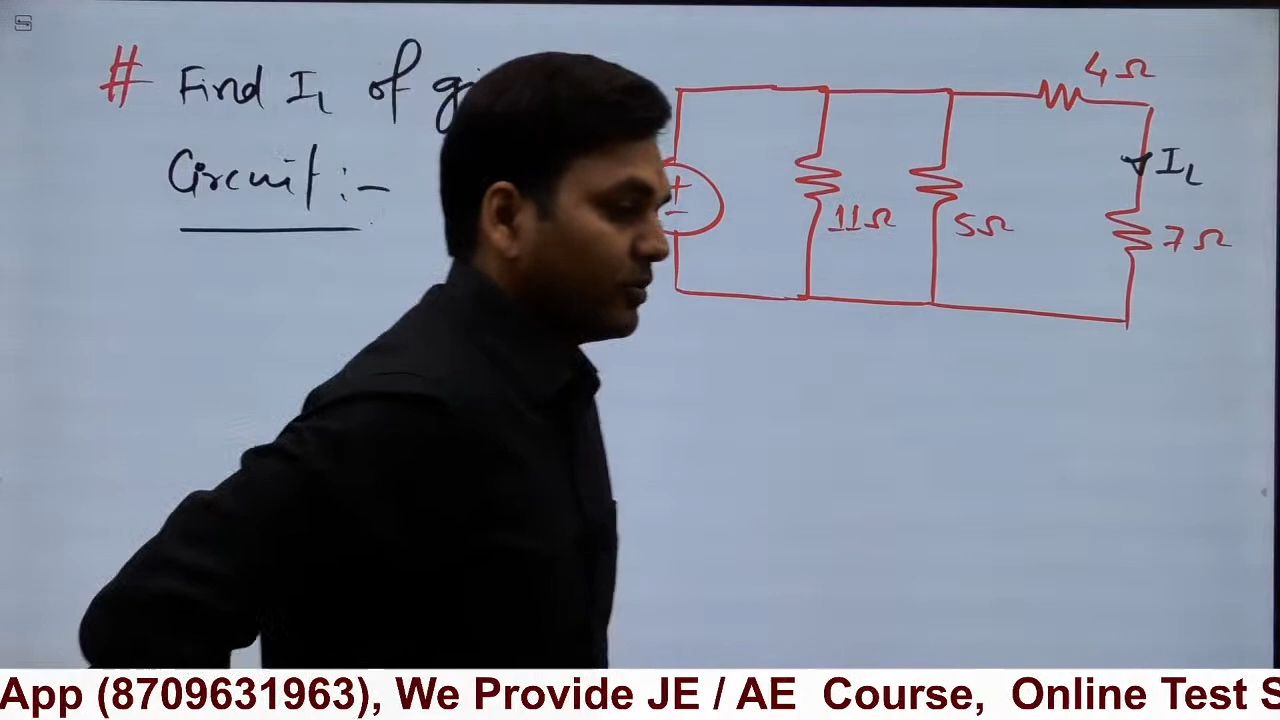 # Find I_L of gi
Circuit :-
4Ω
I_L
+
-
11Ω
5Ω
7Ω
App (8709631963), We Provide JE / AE Course, Online Test S